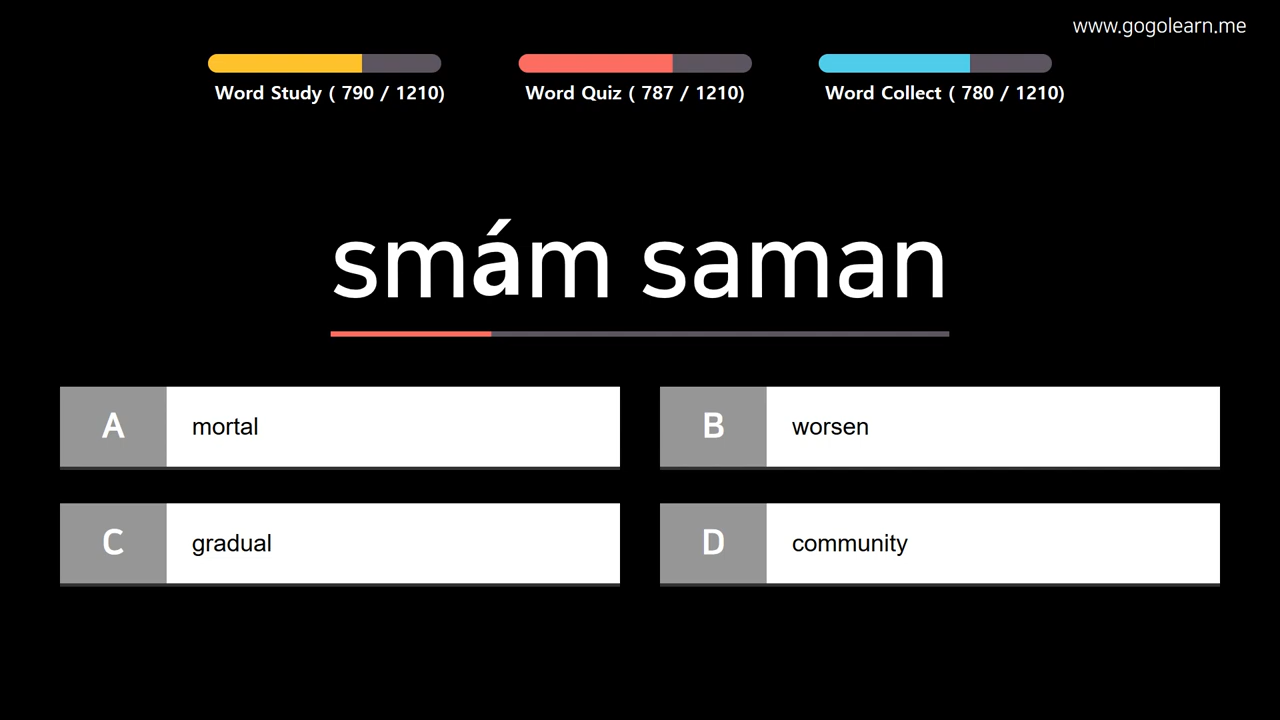 www.gogolearn.me
Word Study ( 790 / 1210)
Word Quiz ( 787 / 1210)
Word Collect ( 780 / 1210)
smám saman
A mortal
B worsen
C gradual
D community